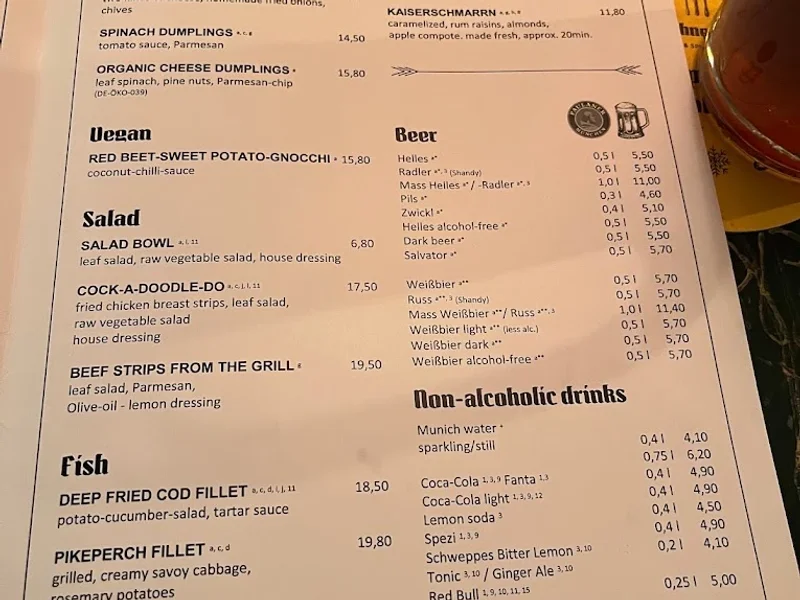 homemade fried onions,
chives
SPINACH DUMPLINGS a, c, g 14,50
tomato sauce, Parmesan
ORGANIC CHEESE DUMPLINGS * 15,80
leaf spinach, pine nuts, Parmesan-chip
(DE-ÖKO-039)
Vegan
RED BEET-SWEET POTATO-GNOCCHI * 15,80
coconut-chilli-sauce
Salad
SALAD BOWL a, i, 11 6,80
leaf salad, raw vegetable salad, house dressing
COCK-A-DOODLE-DO a, c, j, i, 11 17,50
fried chicken breast strips, leaf salad,
raw vegetable salad
house dressing
BEEF STRIPS FROM THE GRILL g 19,50
leaf salad, Parmesan,
Olive-oil - lemon dressing
Fish
DEEP FRIED COD FILLET a, c, d, i, j, 11 18,50
potato-cucumber-salad, tartar sauce
PIKEPERCH FILLET a, c, d 19,80
grilled, creamy savoy cabbage,
rosemary potatoes
KAISERSCHMARRN 11,80
caramelized, rum raisins, almonds,
apple compote. made fresh, approx. 20min.
Beer
PAULANER
MÜNCHEN
Helles a* 0,5 l 5,50
Radler a*, 3 (Shandy) 0,5 l 5,50
Mass Helles a* / -Radler a*, 3 1,0 l 11,00
Pils a* 0,3 l 4,60
Zwickl a* 0,4 l 5,10
Helles alcohol-free a* 0,5 l 5,50
Dark beer a* 0,5 l 5,50
Salvator a* 0,5 l 5,70
Weißbier a** 0,5 l 5,70
Russ a**, 3 (Shandy) 0,5 l 5,70
Mass Weißbier a**/ Russ a**, 3 1,0 l 11,40
Weißbier light a** (less alc.) 0,5 l 5,70
Weißbier dark a** 0,5 l 5,70
Weißbier alcohol-free a** 0,5 l 5,70
Non-alcoholic drinks
Munich water *
sparkling/still 0,4 l 4,10
0,75 l 6,20
Coca-Cola 1, 3, 9 Fanta 1,3 0,4 l 4,90
Coca-Cola light 1, 3, 9, 12 0,4 l 4,90
Lemon soda 3 0,4 l 4,50
Spezi 1, 3, 9 0,4 l 4,90
Schweppes Bitter Lemon 3, 10 0,2 l 4,10
Tonic 3, 10 / Ginger Ale 3, 10
Red Bull 1, 9, 10, 11, 15 0,25 l 5,00